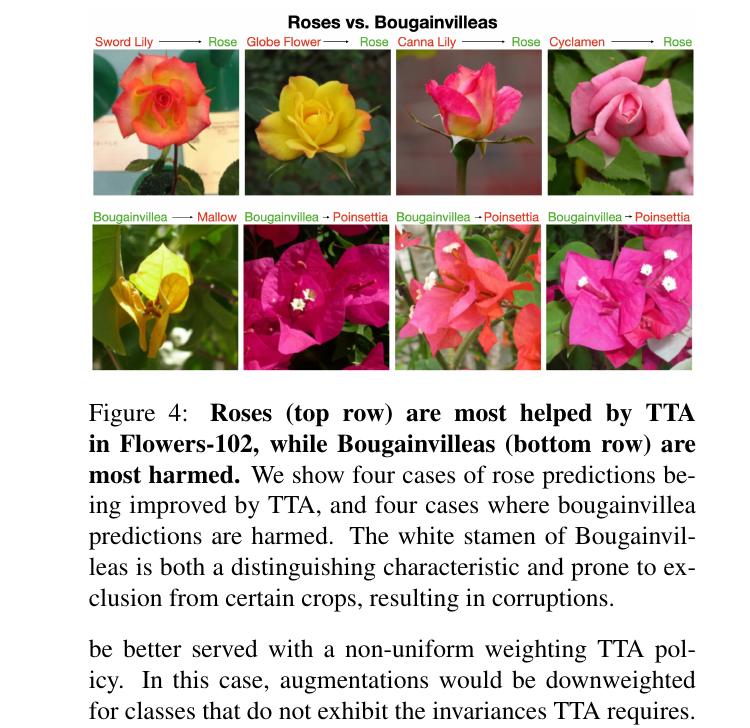 Roses vs. Bougainvilleas
Sword Lily → Rose Globe Flower → Rose Canna Lily → Rose Cyclamen → Rose
Bougainvillea → Mallow Bougainvillea → Poinsettia Bougainvillea → Poinsettia Bougainvillea → Poinsettia
Figure 4: Roses (top row) are most helped by TTA
in Flowers-102, while Bougainvilleas (bottom row) are
most harmed. We show four cases of rose predictions be-
ing improved by TTA, and four cases where bougainvillea
predictions are harmed. The white stamen of Bougainvil-
leas is both a distinguishing characteristic and prone to ex-
clusion from certain crops, resulting in corruptions.
be better served with a non-uniform weighting TTA pol-
icy. In this case, augmentations would be downweighted
for classes that do not exhibit the invariances TTA requires.